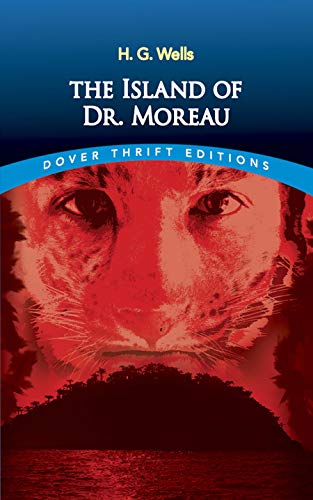 H. G. Wells
THE ISLAND OF
DR. MOREAU
DOVER THRIFT EDITIONS